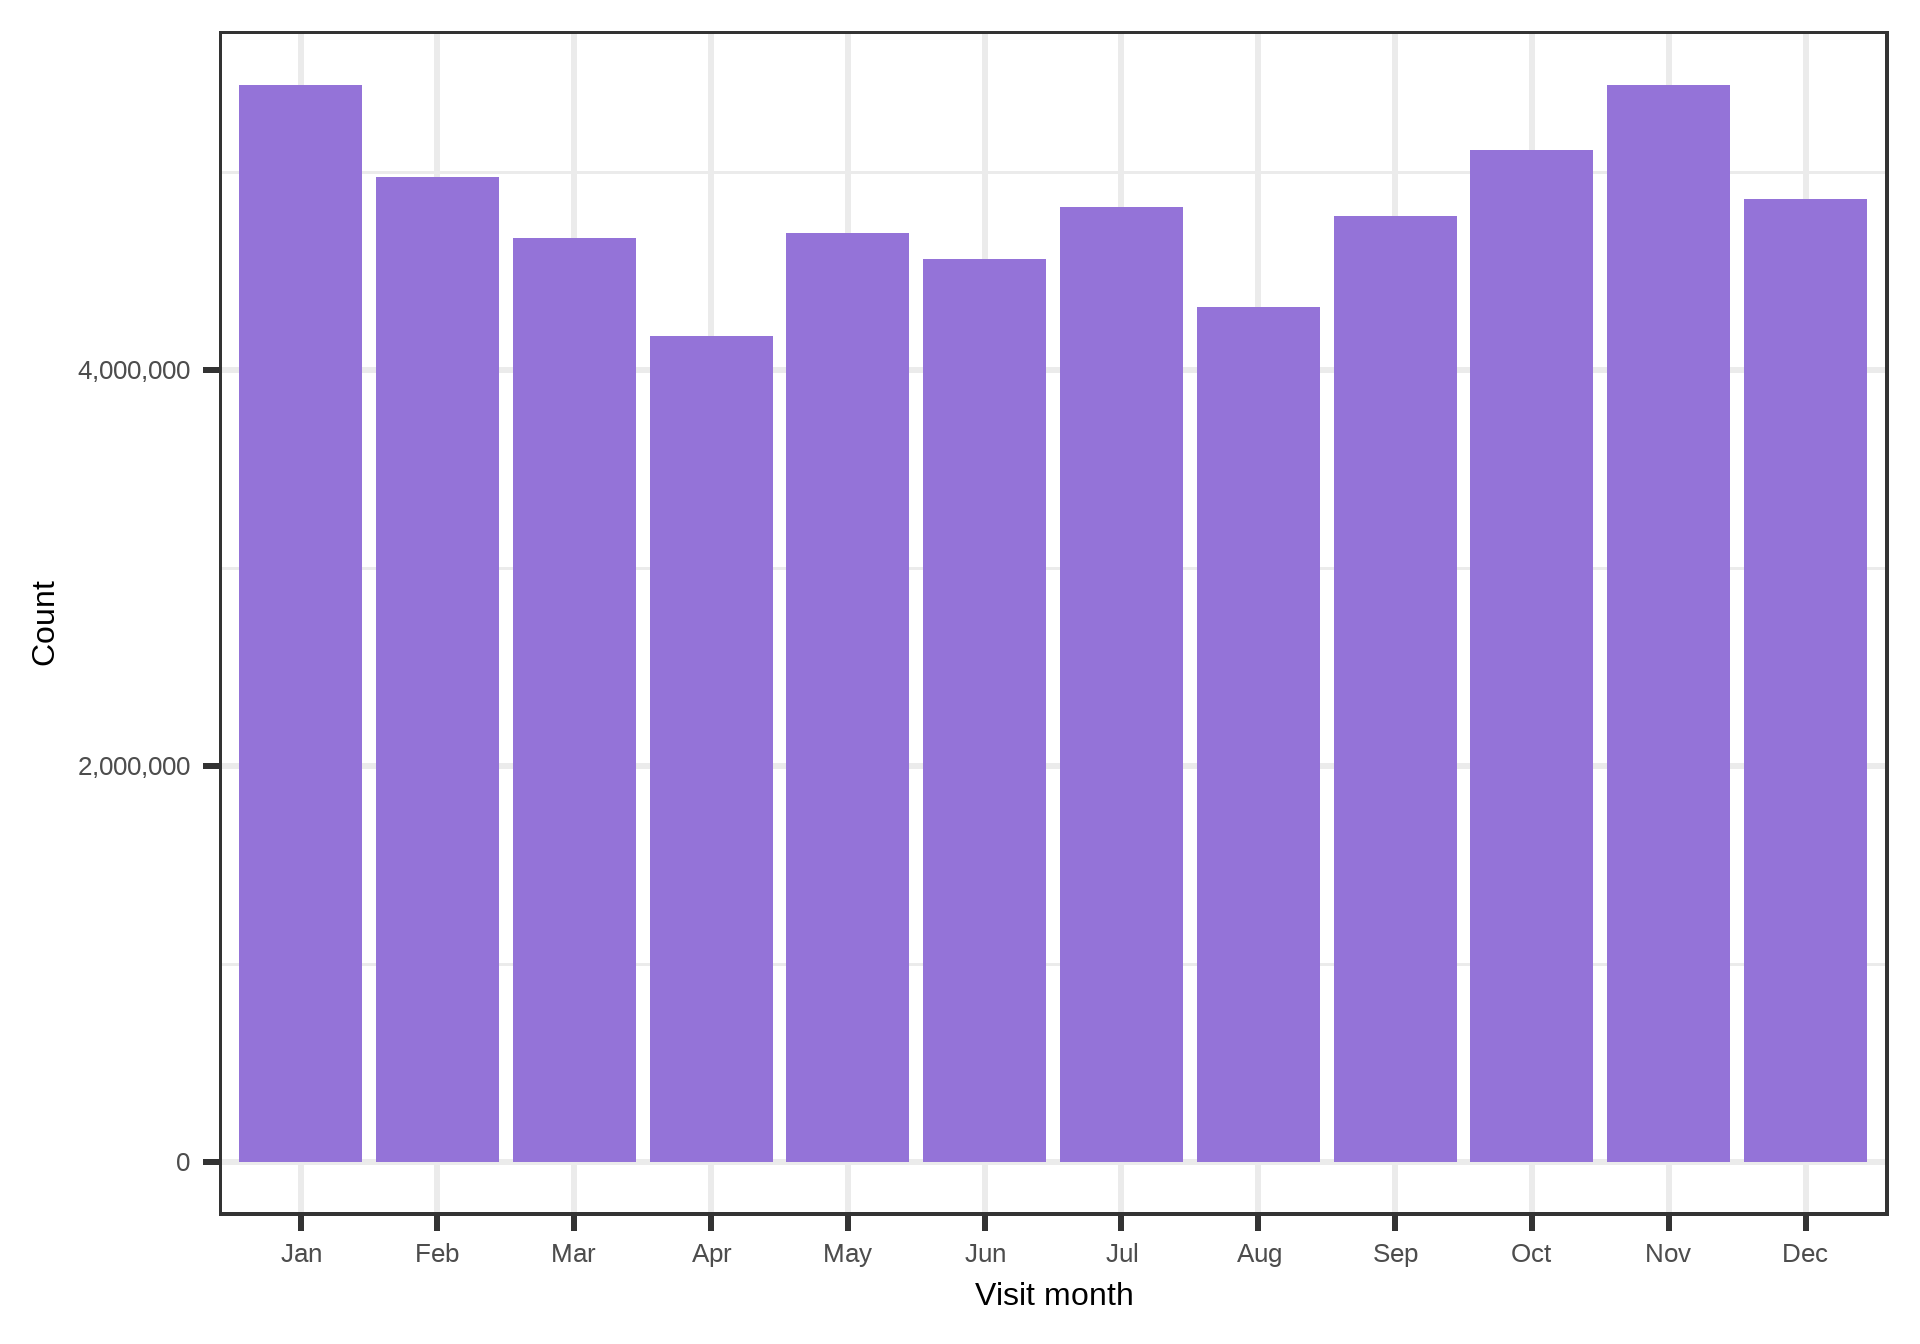 Count
4,000,000
2,000,000
0
Jan Feb Mar Apr May Jun Jul Aug Sep Oct Nov Dec
Visit month